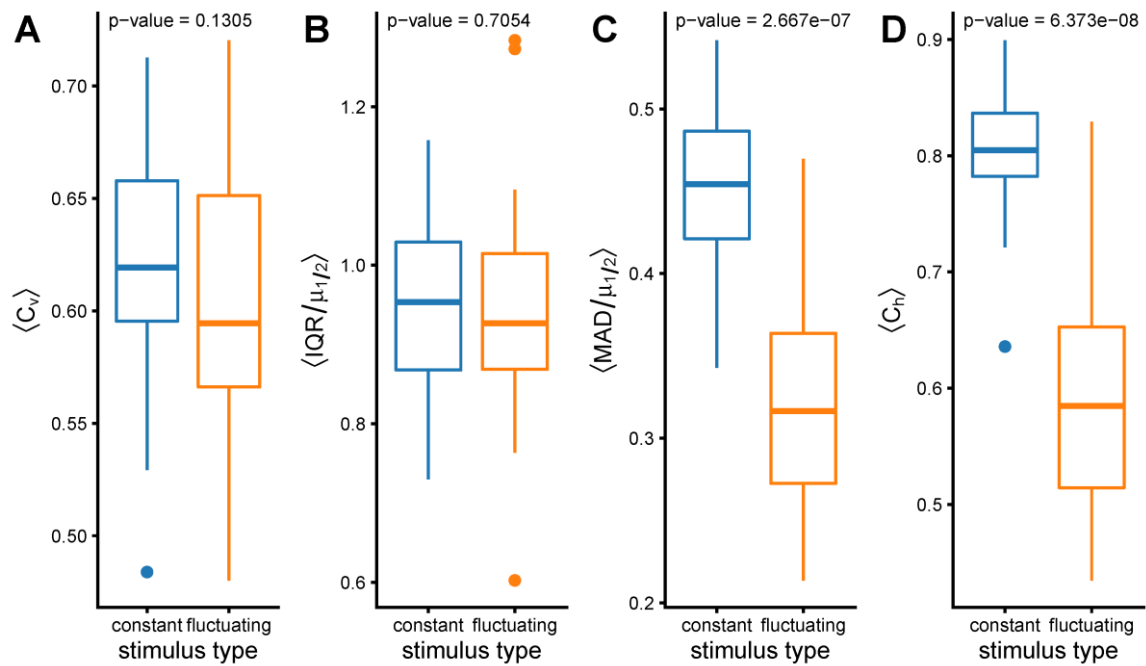 A
p−value = 0.1305
⟨Cv⟩
0.70
0.65
0.60
0.55
0.50
constant fluctuating
stimulus type
B
p−value = 0.7054
⟨IQR/μ1/2⟩
1.2
1.0
0.8
0.6
constant fluctuating
stimulus type
C
p−value = 2.667e−07
⟨MAD/μ1/2⟩
0.5
0.4
0.3
0.2
constant fluctuating
stimulus type
D
p−value = 6.373e−08
⟨Ch⟩
0.9
0.8
0.7
0.6
0.5
constant fluctuating
stimulus type